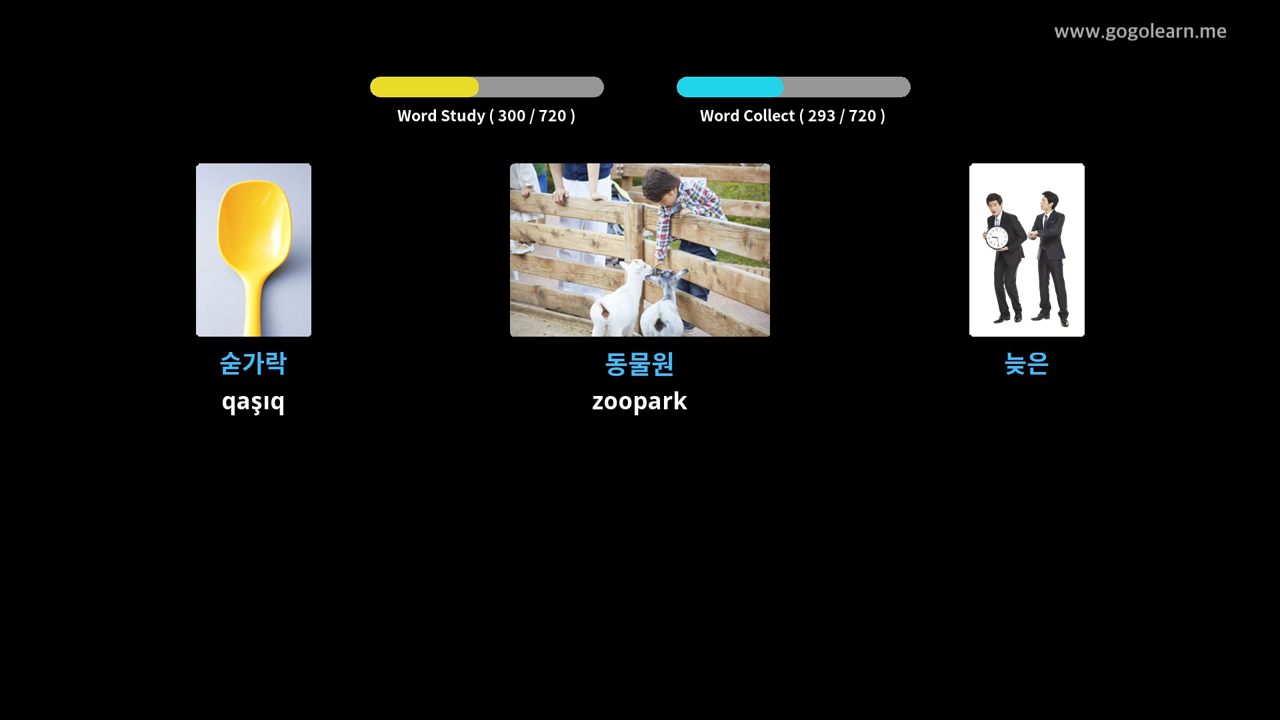 www.gogolearn.me
Word Study ( 300 / 720 )
Word Collect ( 293 / 720 )
숟가락
qaşıq
동물원
zoopark
늦은